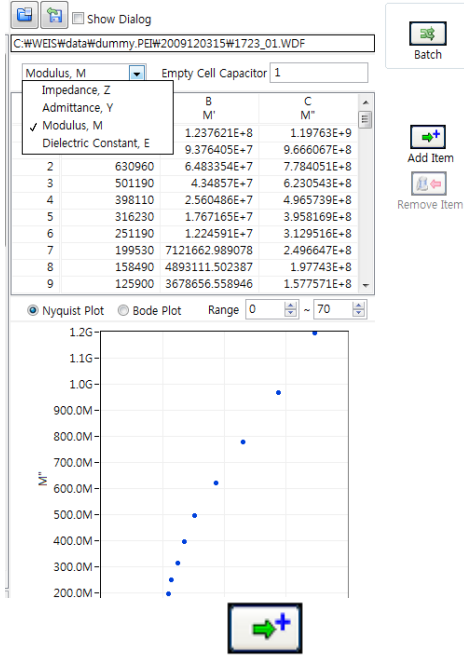 Show Dialog
C:₩WEIS₩data₩dummy.PEI₩2009120315₩1723_01.WDF
Modulus, M Empty Cell Capacitor 1
Impedance, Z
Admittance, Y
✓ Modulus, M
Dielectric Constant, E
B C
M' M"
1.237621E+8 1.19763E+9
9.376405E+7 9.666067E+8
2 630960 6.483354E+7 7.784051E+8
3 501190 4.34857E+7 6.230543E+8
4 398110 2.560486E+7 4.965739E+8
5 316230 1.767165E+7 3.958169E+8
6 251190 1.224591E+7 3.129516E+8
7 199530 7121662.989078 2.496647E+8
8 158490 4893111.502387 1.97743E+8
9 125900 3678656.558946 1.577571E+8
Nyquist Plot Bode Plot Range 0 ~ 70
1.2G
1.1G
1.0G
900.0M
800.0M
700.0M
600.0M
500.0M
400.0M
300.0M
200.0M
M"
Batch
Add Item
Remove Item